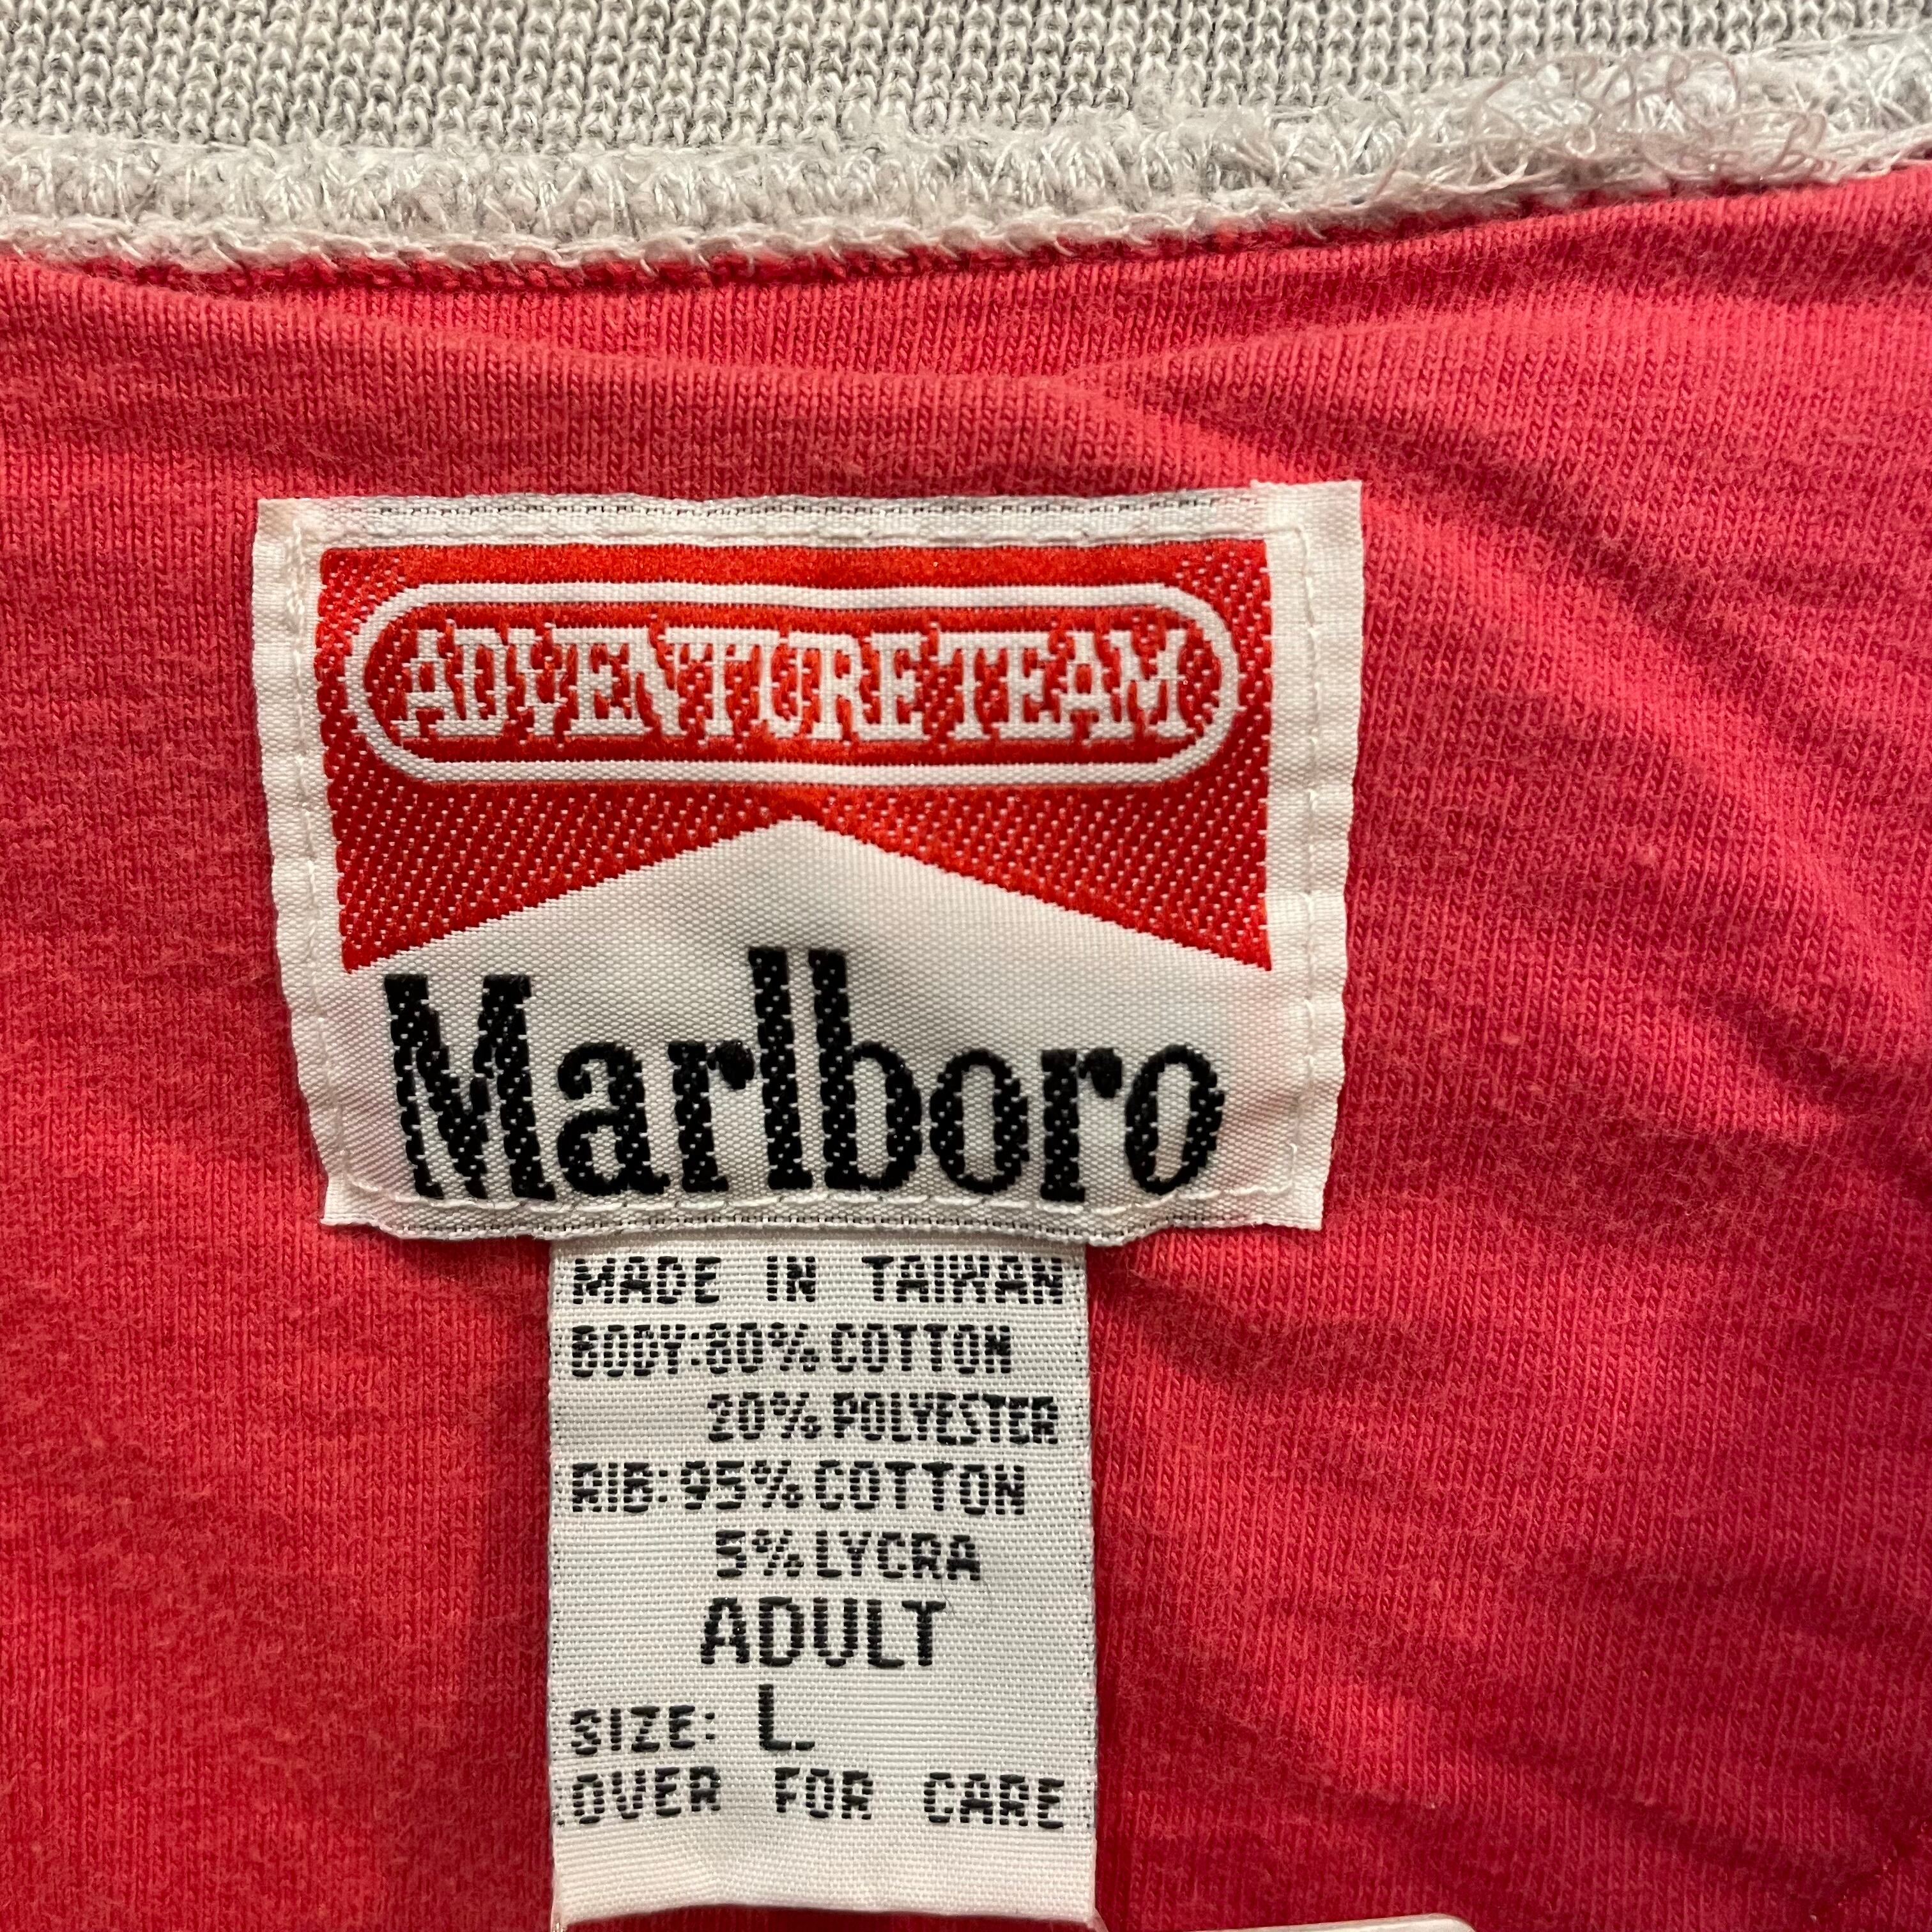 ADVENTURE TEAM
Marlboro
MADE IN TAIWAN
BODY:80% COTTON
20% POLYESTER
RIB:95% COTTON
5% LYCRA
ADULT
SIZE: L
OVER FOR CARE